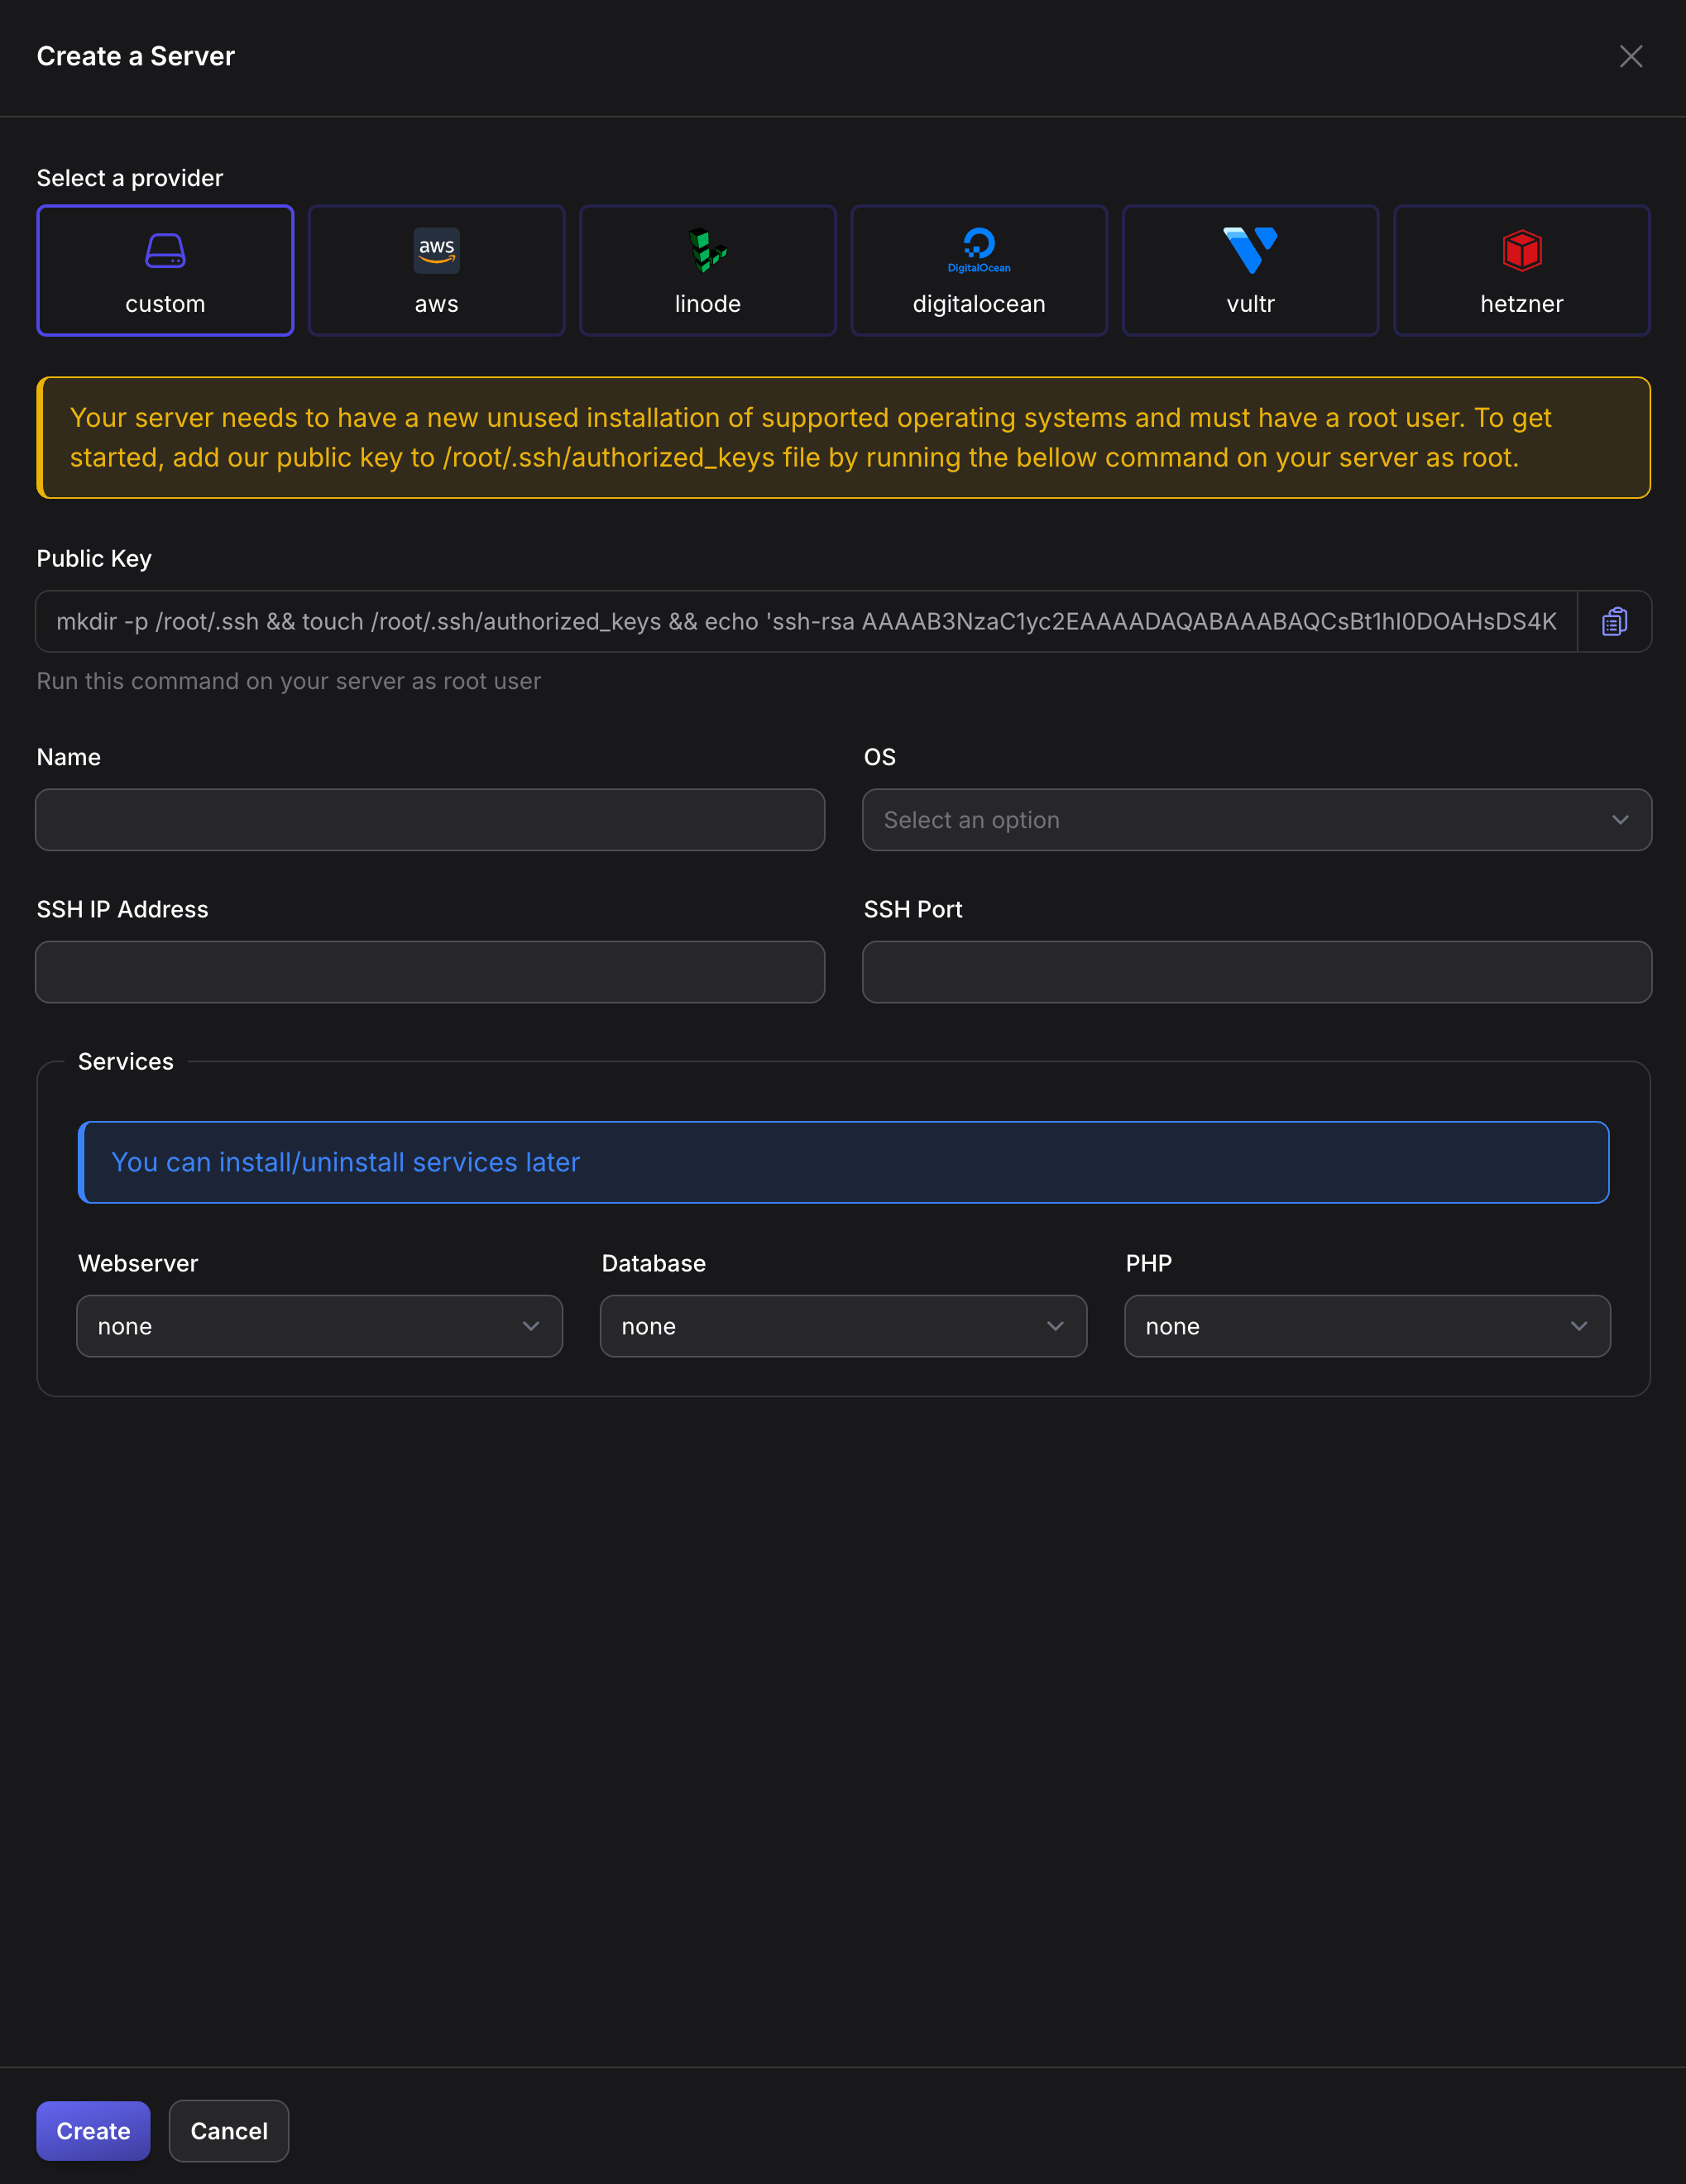 Create a Server
Select a provider
custom
aws
aws
linode
DigitalOcean
digitalocean
vultr
hetzner
Your server needs to have a new unused installation of supported operating systems and must have a root user. To get
started, add our public key to /root/.ssh/authorized_keys file by running the bellow command on your server as root.
Public Key
mkdir -p /root/.ssh && touch /root/.ssh/authorized_keys && echo 'ssh-rsa AAAAB3NzaC1yc2EAAAADAQABAAABAQCsBt1hI0DOAHsDS4K
Run this command on your server as root user
Name
OS
Select an option
SSH IP Address
SSH Port
Services
You can install/uninstall services later
Webserver
Database
PHP
none
none
none
Create
Cancel